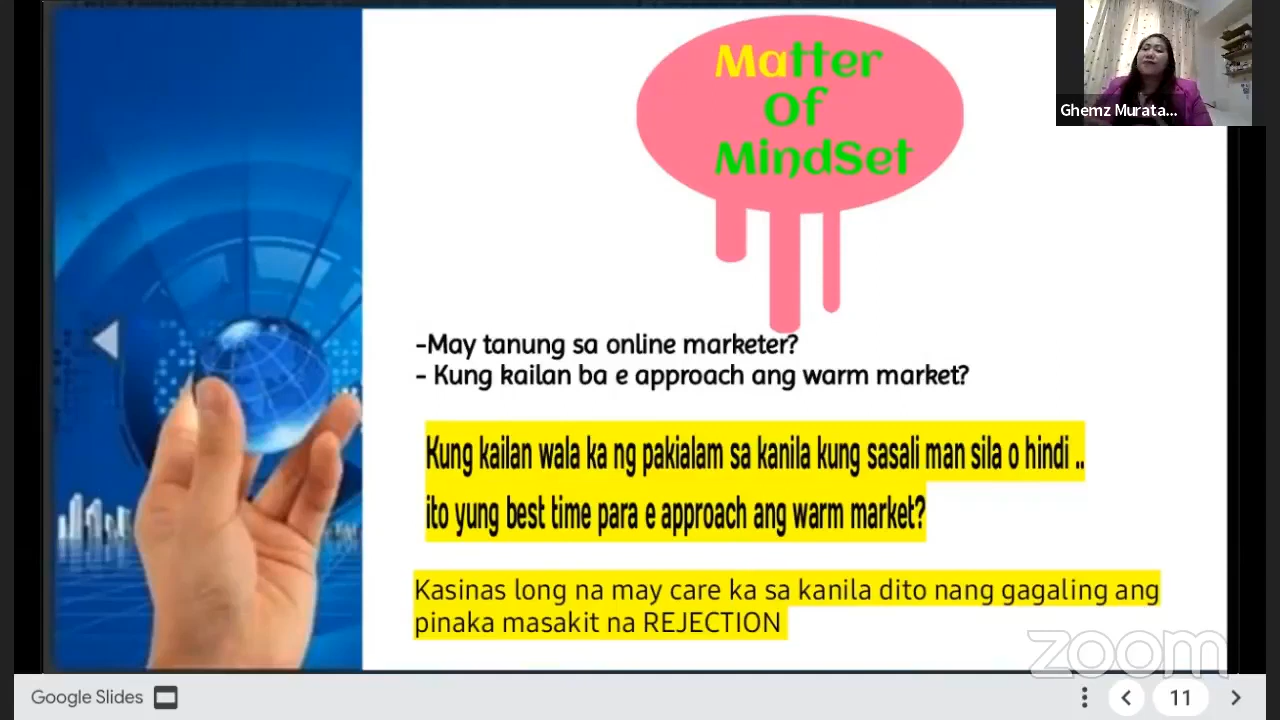 Matter
Of
MindSet
Ghemz Murata...
-May tanung sa online marketer?
- Kung kailan ba e approach ang warm market?
Kung kailan wala ka ng pakialam sa kanila kung sasali man sila o hindi ..
ito yung best time para e approach ang warm market?
Kasinas long na may care ka sa kanila dito nang gagaling ang
pinaka masakit na REJECTION
zoom
Google Slides
11